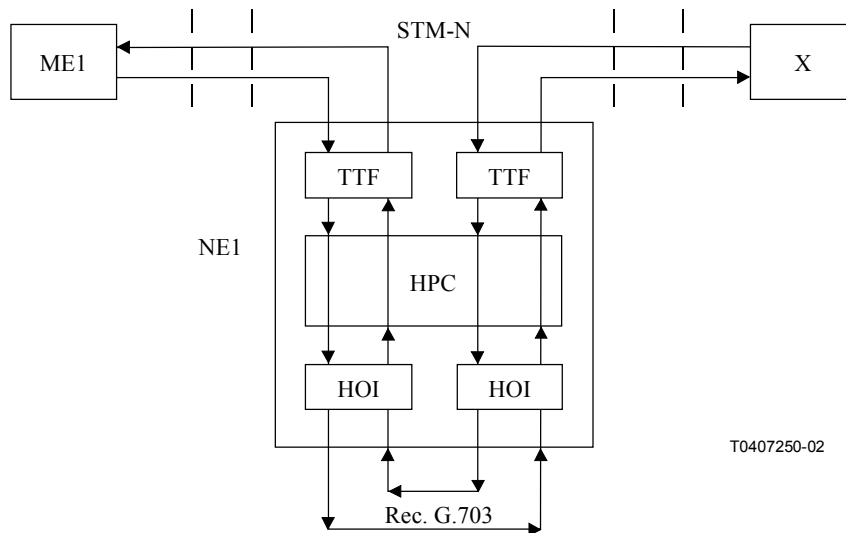 STM-N
ME1
X
TTF
TTF
NE1
HPC
HOI
HOI
T0407250-02
Rec. G.703